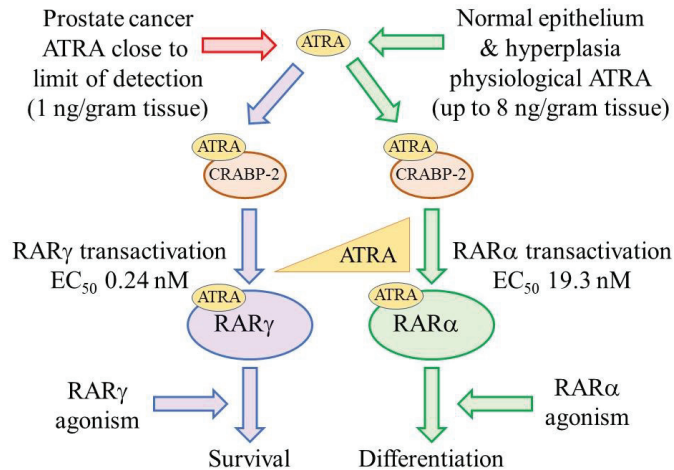 Prostate cancer
ATRA close to
limit of detection
(1 ng/gram tissue)
ATRA
Normal epithelium
& hyperplasia
physiological ATRA
(up to 8 ng/gram tissue)
ATRA
CRABP-2
ATRA
CRABP-2
RARγ transactivation
EC₅₀ 0.24 nM
ATRA
RARα transactivation
EC₅₀ 19.3 nM
ATRA
RARγ
ATRA
RARα
RARγ
agonism
RARα
agonism
Survival
Differentiation